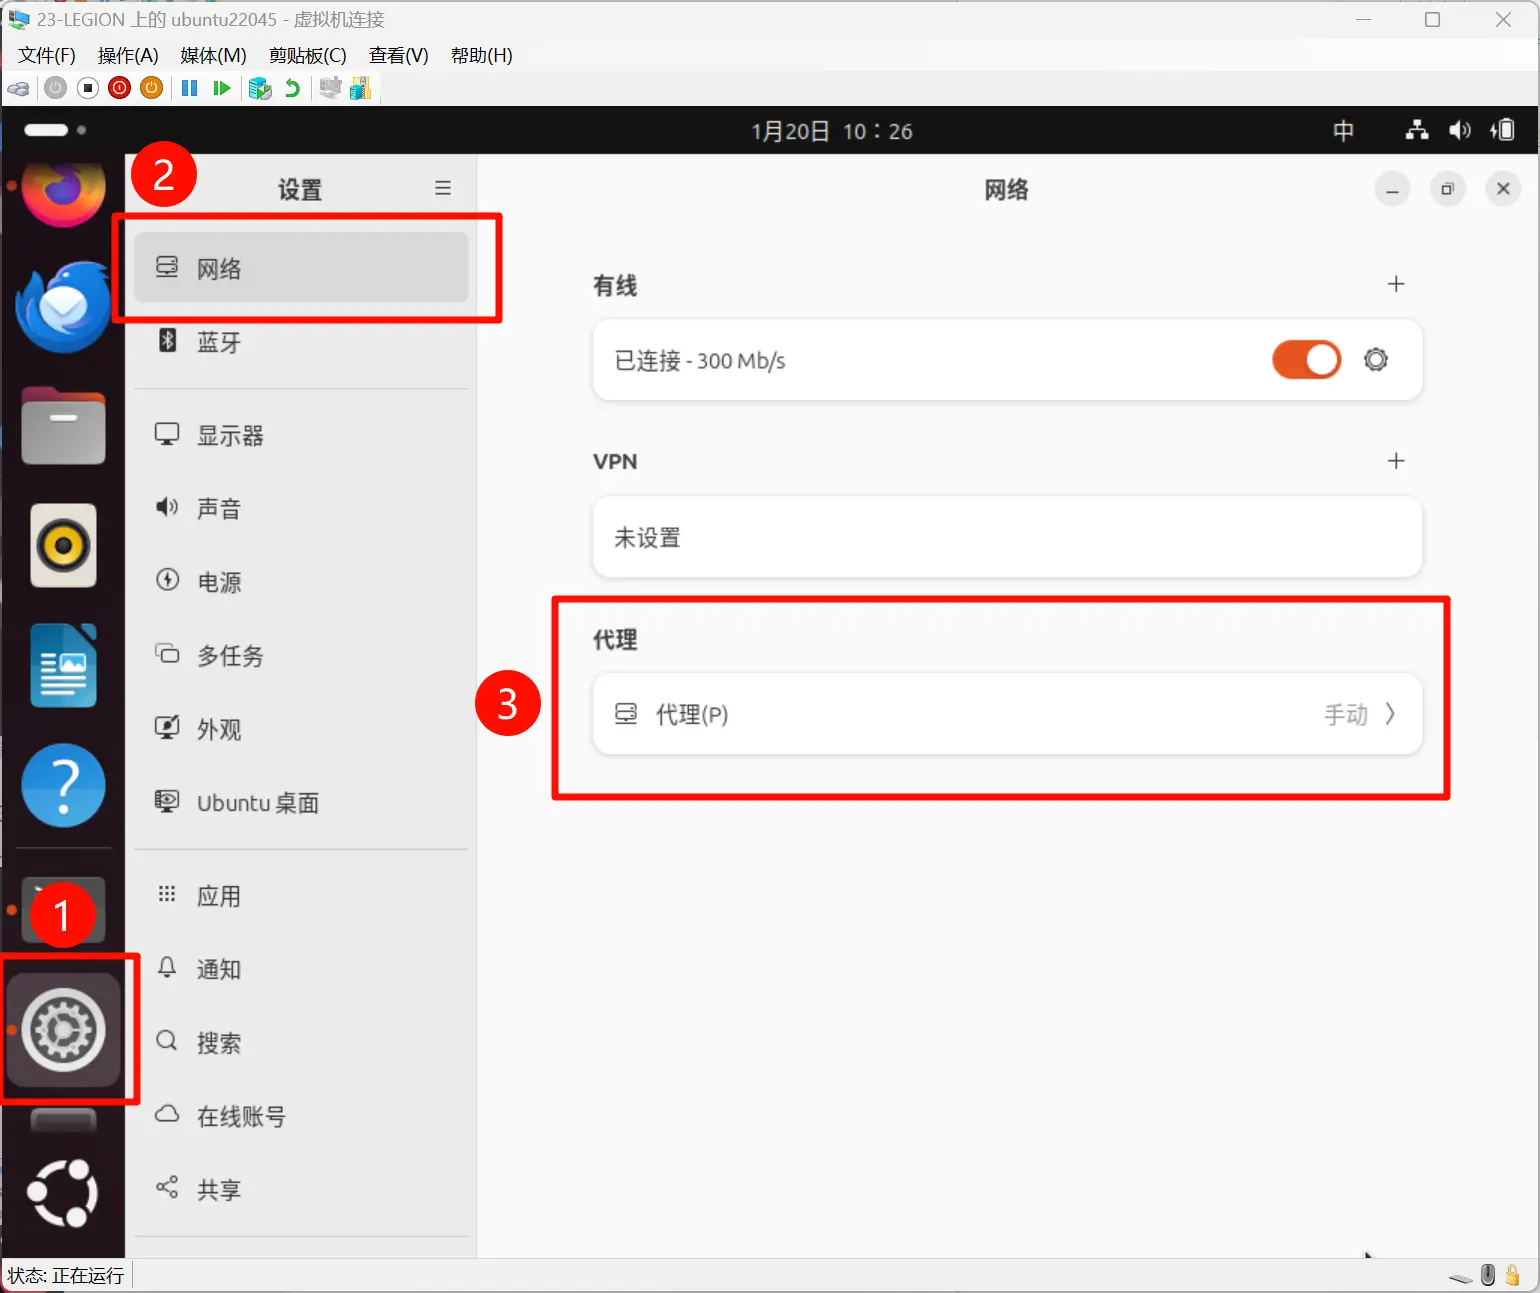 23-LEGION 上的 ubuntu22045 - 虚拟机连接
文件(F) 操作(A) 媒体(M) 剪贴板(C) 查看(V) 帮助(H)
1月20日 10：26
中
2
设置
网络
网络
蓝牙
显示器
声音
电源
多任务
外观
Ubuntu 桌面
应用
通知
搜索
在线账号
共享
有线
已连接 - 300 Mb/s
VPN
未设置
代理
3
代理(P) 手动
1
状态: 正在运行